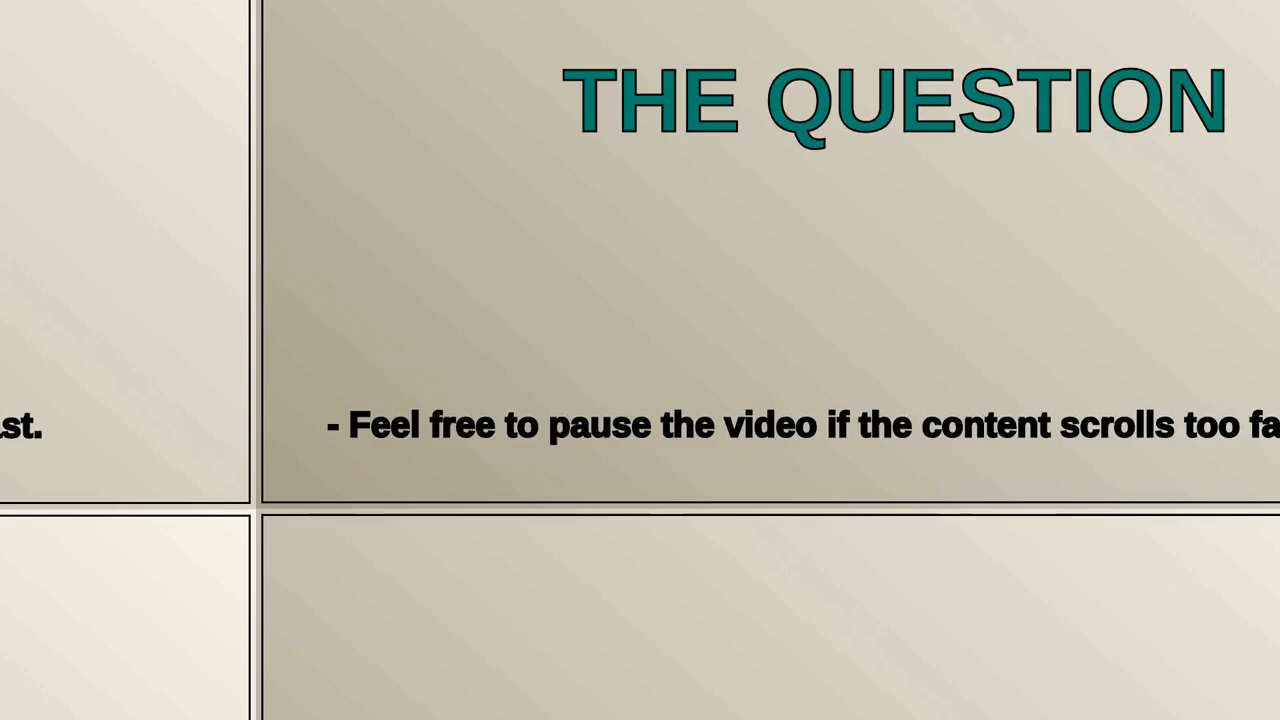 THE QUESTION
st.
- Feel free to pause the video if the content scrolls too fa